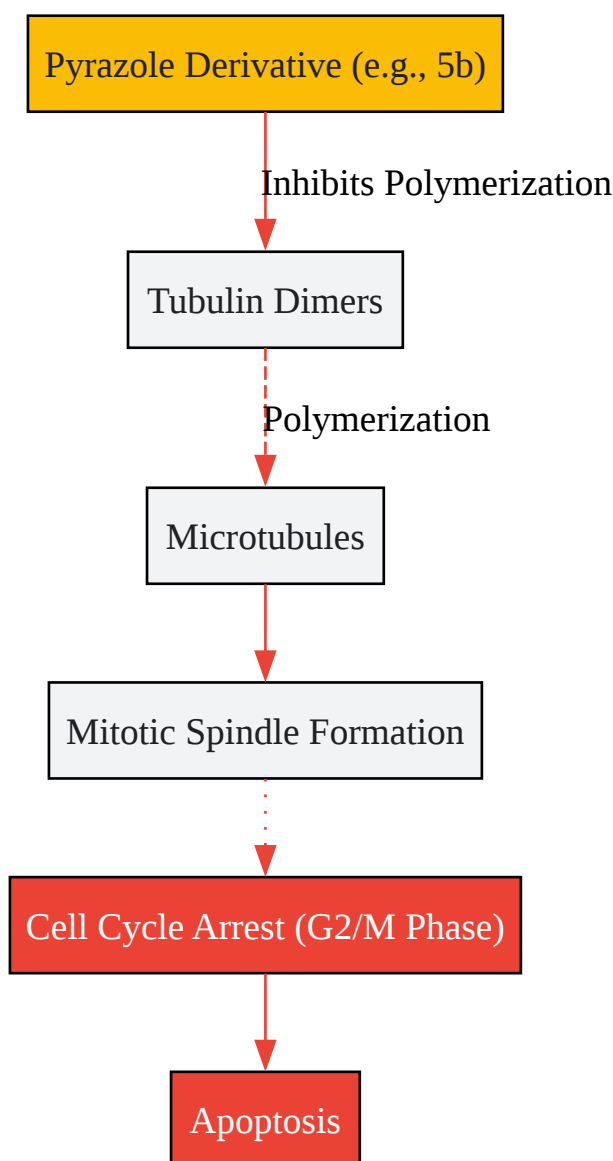 Pyrazole Derivative (e.g., 5b)
Inhibits Polymerization
Tubulin Dimers
Polymerization
Microtubules
Mitotic Spindle Formation
Cell Cycle Arrest (G2/M Phase)
Apoptosis